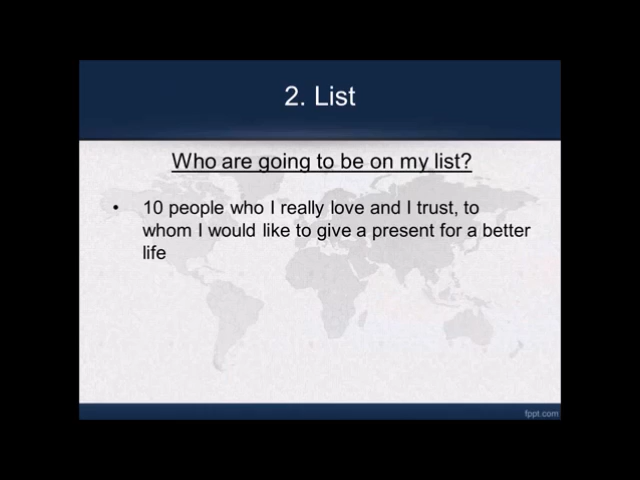 2. List
Who are going to be on my list?
• 10 people who I really love and I trust, to
whom I would like to give a present for a better
life
fppt.com